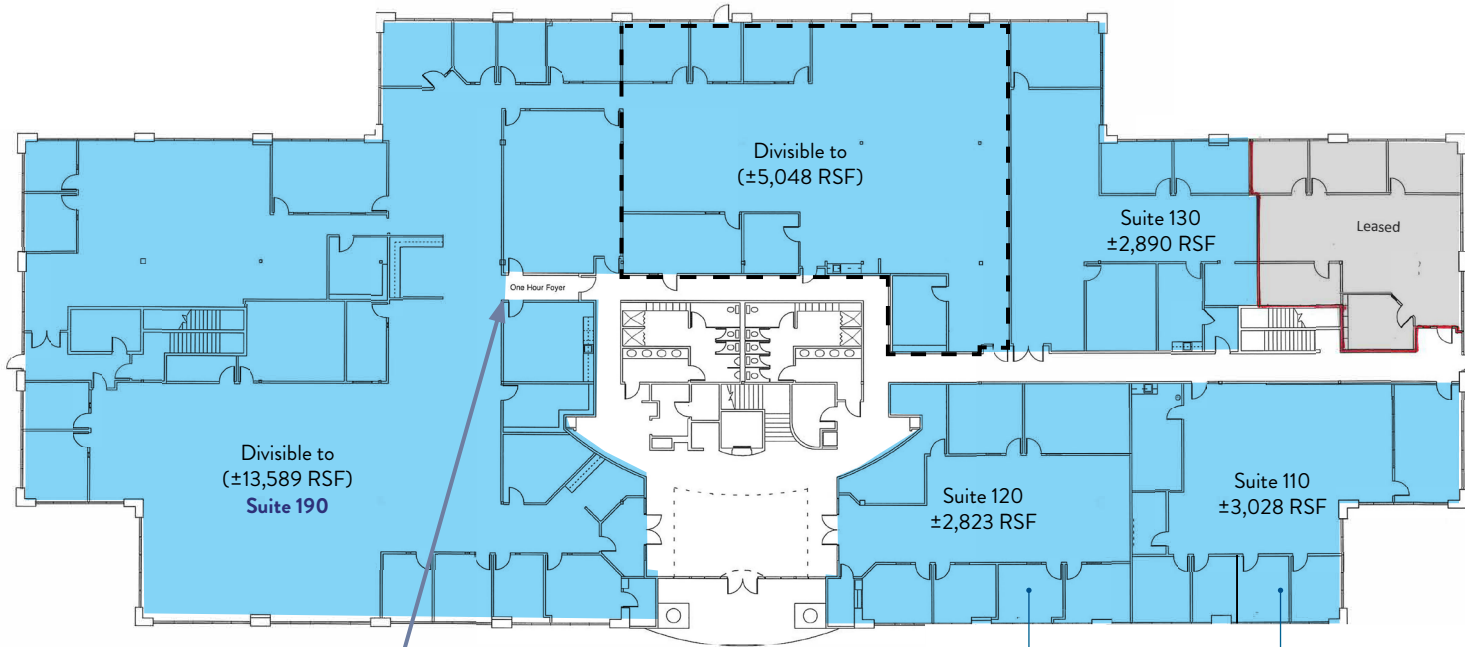 Divisible to
(±5,048 RSF)
Suite 130
±2,890 RSF
Leased
One Hour Foyer
Divisible to
(±13,589 RSF)
Suite 190
Suite 120
±2,823 RSF
Suite 110
±3,028 RSF